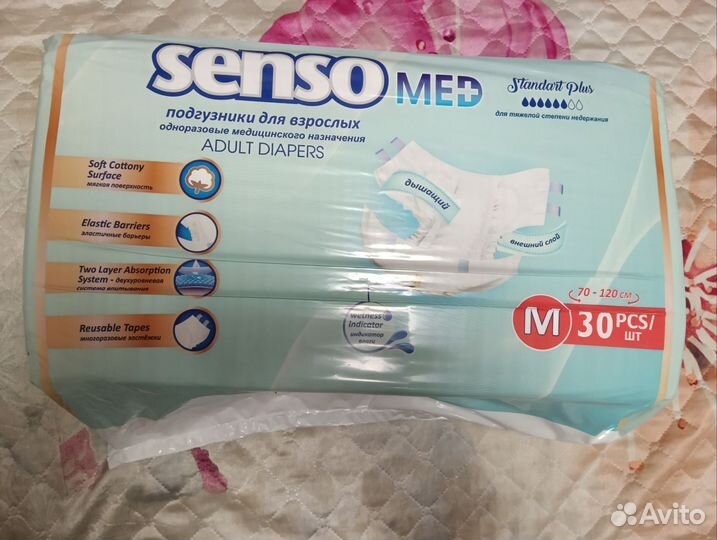 senso MED
Standart Plus
для тяжелой степени недержания
подгузники для взрослых
одноразовые медицинского назначения
ADULT DIAPERS
Soft Cottony
Surface
мягкая поверхность
Elastic Barriers
эластичные барьеры
Two Layer Absorption
System - двухуровневая
система впитывания
Reusable Tapes
многоразовые застёжки
дышащий
внешний слой
wetness
indicator
индикатор
влаги
70 - 120 см
M
30 PCS/
ШТ
Avito